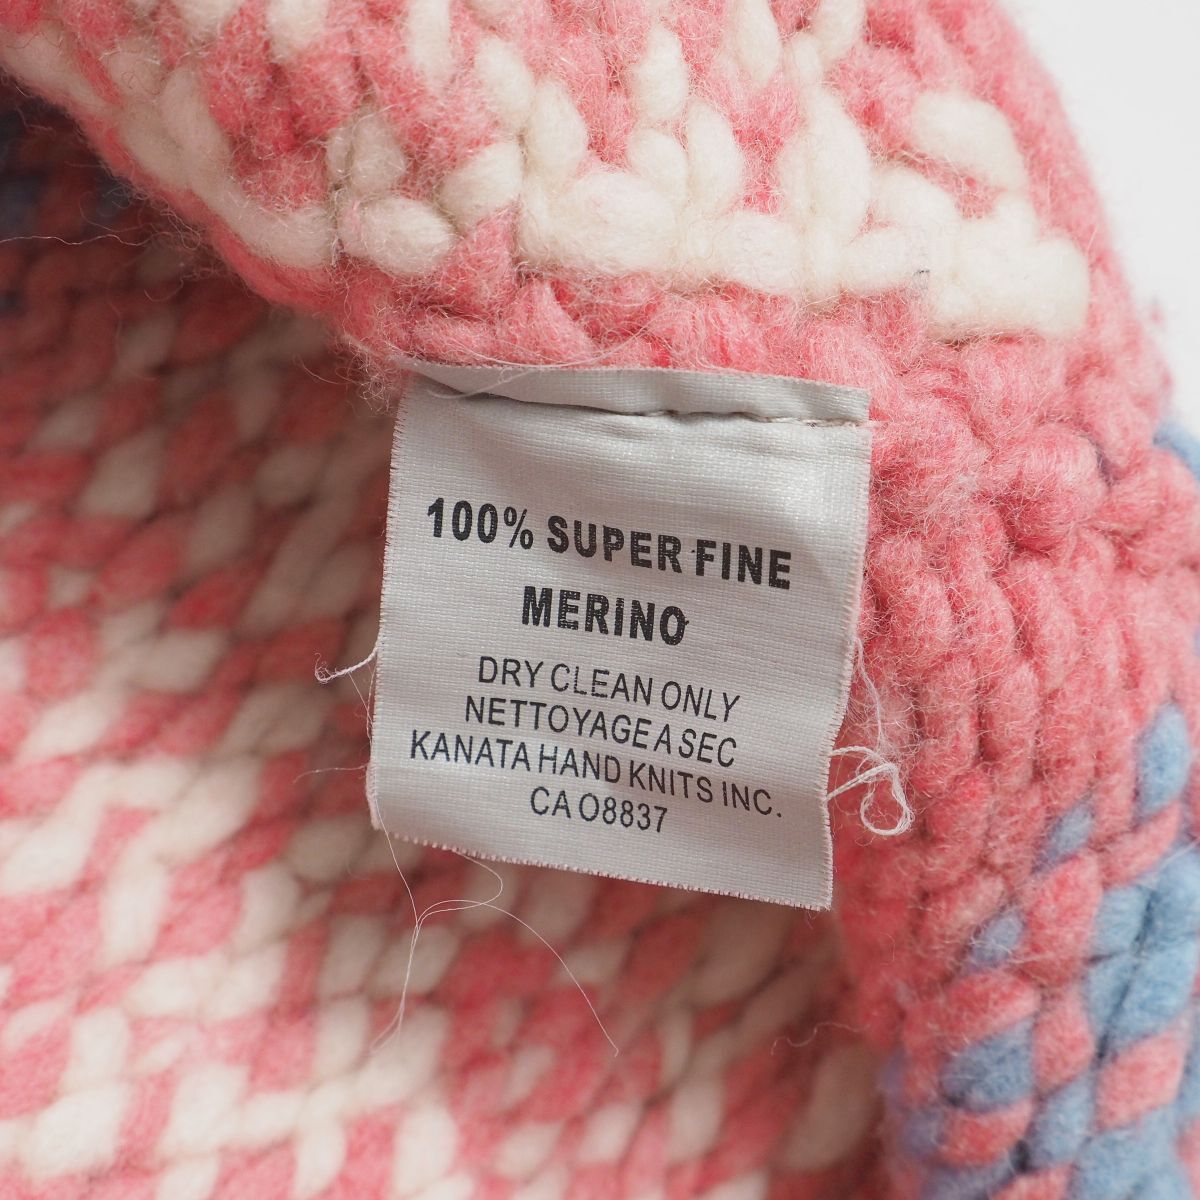 100% SUPER FINE
MERINO
DRY CLEAN ONLY
NETTOYAGE A SEC
KANATA HAND KNITS INC.
CA O8837